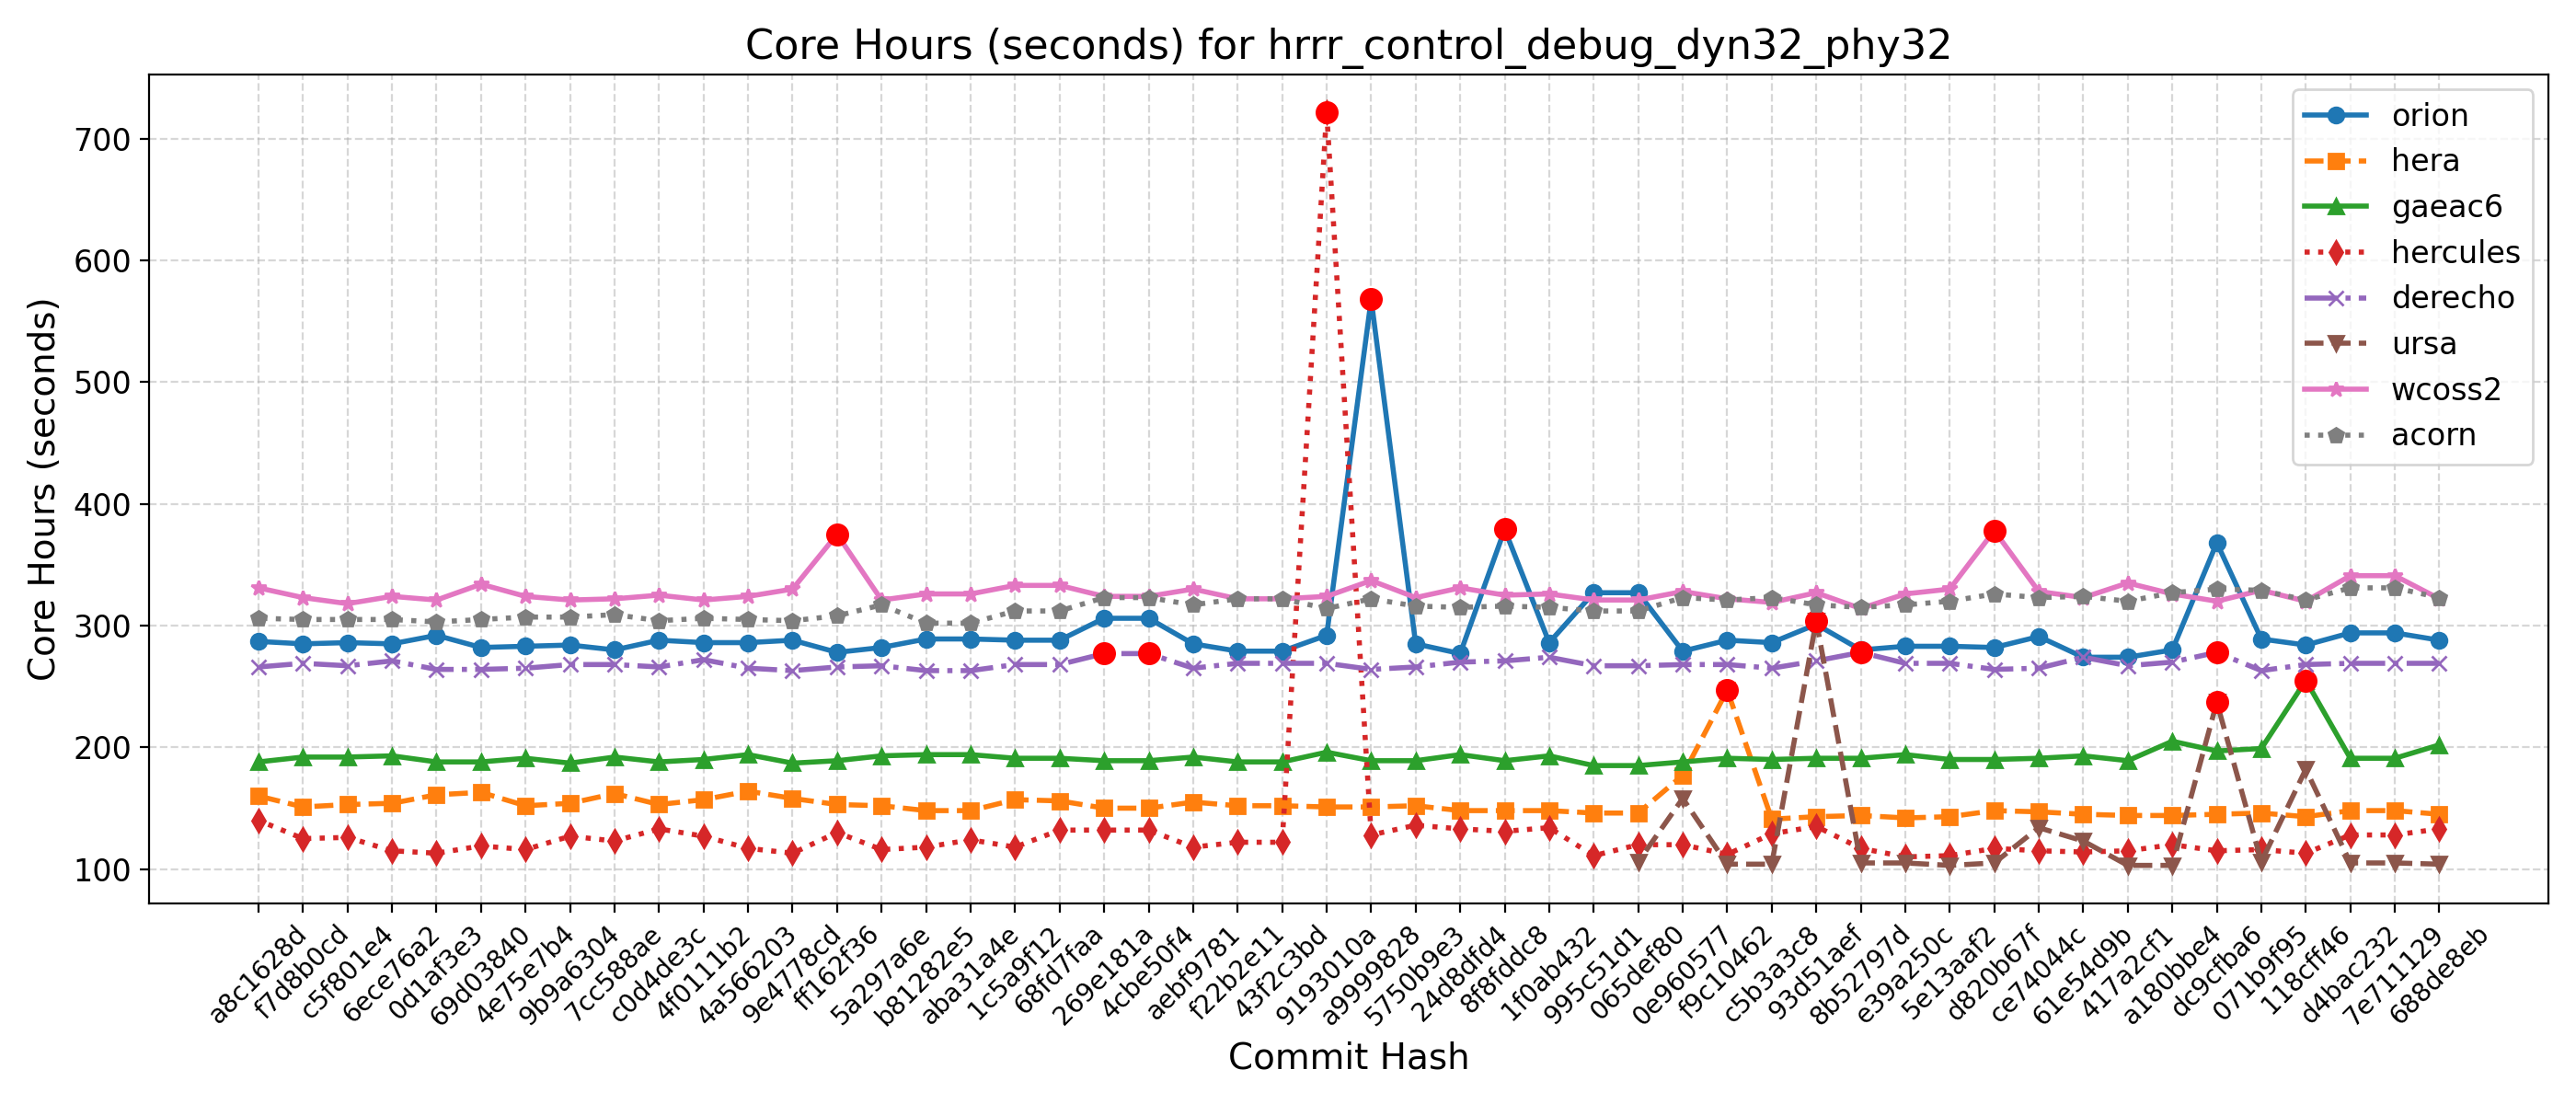 Core Hours (seconds) for hrrr_control_debug_dyn32_phy32
Core Hours (seconds)
700
600
500
400
300
200
100
orion
hera
gaeac6
hercules
derecho
ursa
wcoss2
acorn
a8c1628d
f7d8b0cd
c5f801e4
6ece76a2
0d1af3e3
69d03840
4e75e7b4
9b9a6304
7cc588ae
c0d4de3c
4f0111b2
4a566203
9e4778cd
ff162f36
5a297a6e
b81282e5
aba31a4e
1c5a9f12
68fd7faa
269e181a
4cbe50f4
aebf9781
f22b2e11
43f2c3bd
9193010a
a9999828
5750b9e3
24d8dfd4
8f8fddc8
1f0ab432
995c51d1
065def80
0e960577
f9c10462
c5b3a3c8
93d51aef
8b52797d
e39a250c
5e13aaf2
d820b67f
ce74044c
61e54d9b
417a2cf1
a180bbe4
dc9cfba6
071b9f95
118cff46
d4bac232
7e711129
688de8eb
Commit Hash